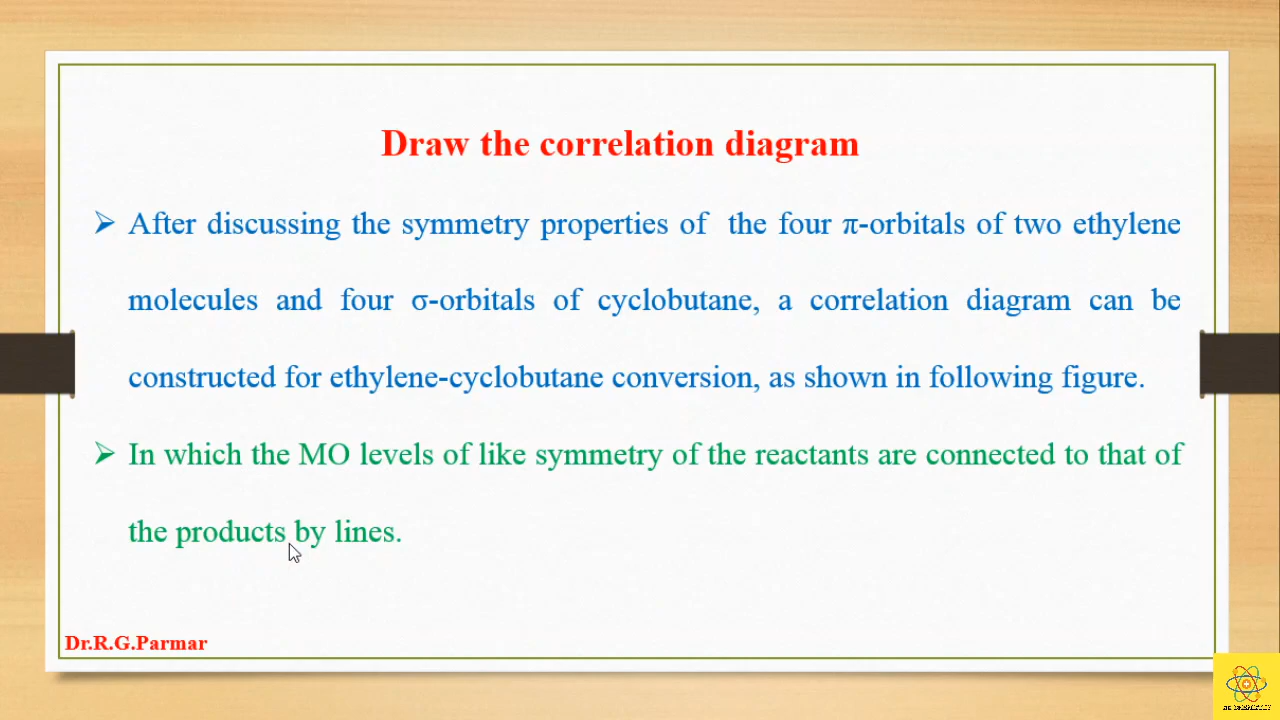 Draw the correlation diagram
➢ After discussing the symmetry properties of the four π-orbitals of two ethylene
molecules and four σ-orbitals of cyclobutane, a correlation diagram can be
constructed for ethylene-cyclobutane conversion, as shown in following figure.
➢ In which the MO levels of like symmetry of the reactants are connected to that of
the products by lines.
Dr.R.G.Parmar